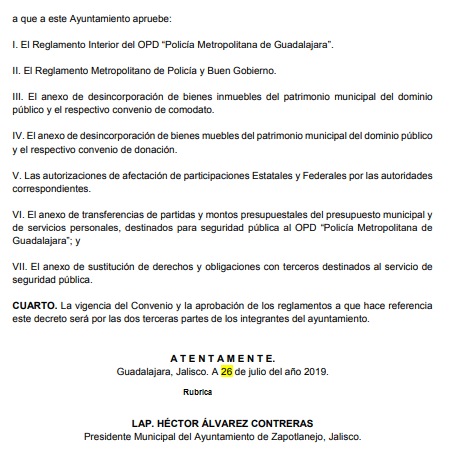 a que a este Ayuntamiento apruebe:
I. El Reglamento Interior del OPD “Policía Metropolitana de Guadalajara”.
II. El Reglamento Metropolitano de Policía y Buen Gobierno.
III. El anexo de desincorporación de bienes inmuebles del patrimonio municipal del dominio
público y el respectivo convenio de comodato.
IV. El anexo de desincorporación de bienes muebles del patrimonio municipal del dominio público
y el respectivo convenio de donación.
V. Las autorizaciones de afectación de participaciones Estatales y Federales por las autoridades
correspondientes.
VI. El anexo de transferencias de partidas y montos presupuestales del presupuesto municipal y
de servicios personales, destinados para seguridad pública al OPD “Policía Metropolitana de
Guadalajara”; y
VII. El anexo de sustitución de derechos y obligaciones con terceros destinados al servicio de
seguridad pública.
CUARTO. La vigencia del Convenio y la aprobación de los reglamentos a que hace referencia
este decreto será por las dos terceras partes de los integrantes del ayuntamiento.
A T E N T A M E N T E.
Guadalajara, Jalisco. A 26 de julio del año 2019.
Rubrica
LAP. HÉCTOR ÁLVAREZ CONTRERAS
Presidente Municipal del Ayuntamiento de Zapotlanejo, Jalisco.